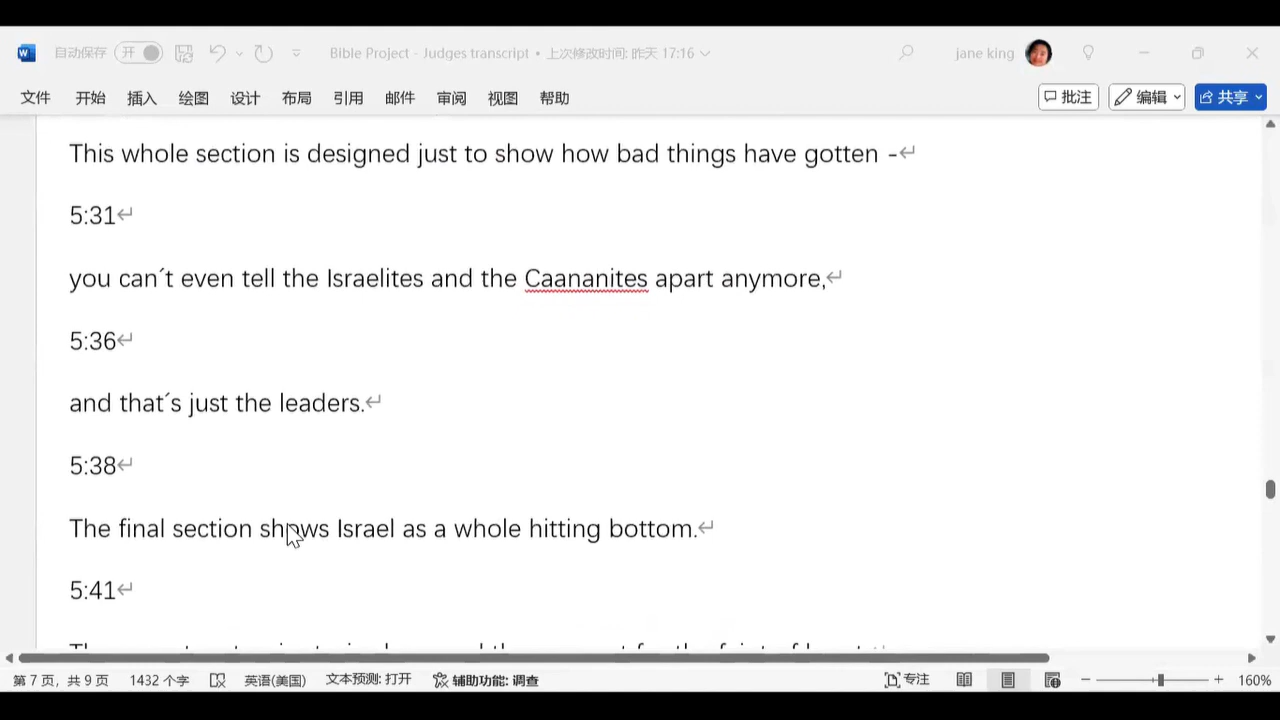 自动保存 开 Bible Project - Judges transcript • 上次修改时间: 昨天 17:16 jane king
文件 开始 插入 绘图 设计 布局 引用 邮件 审阅 视图 帮助 批注 编辑 共享
This whole section is designed just to show how bad things have gotten -
5:31
you can´t even tell the Israelites and the Caananites apart anymore,
5:36
and that´s just the leaders.
5:38
The final section shows Israel as a whole hitting bottom.
5:41
第 7 页，共 9 页 1432 个字 英语(美国) 文本预测: 打开 辅助功能: 调查 专注 160%